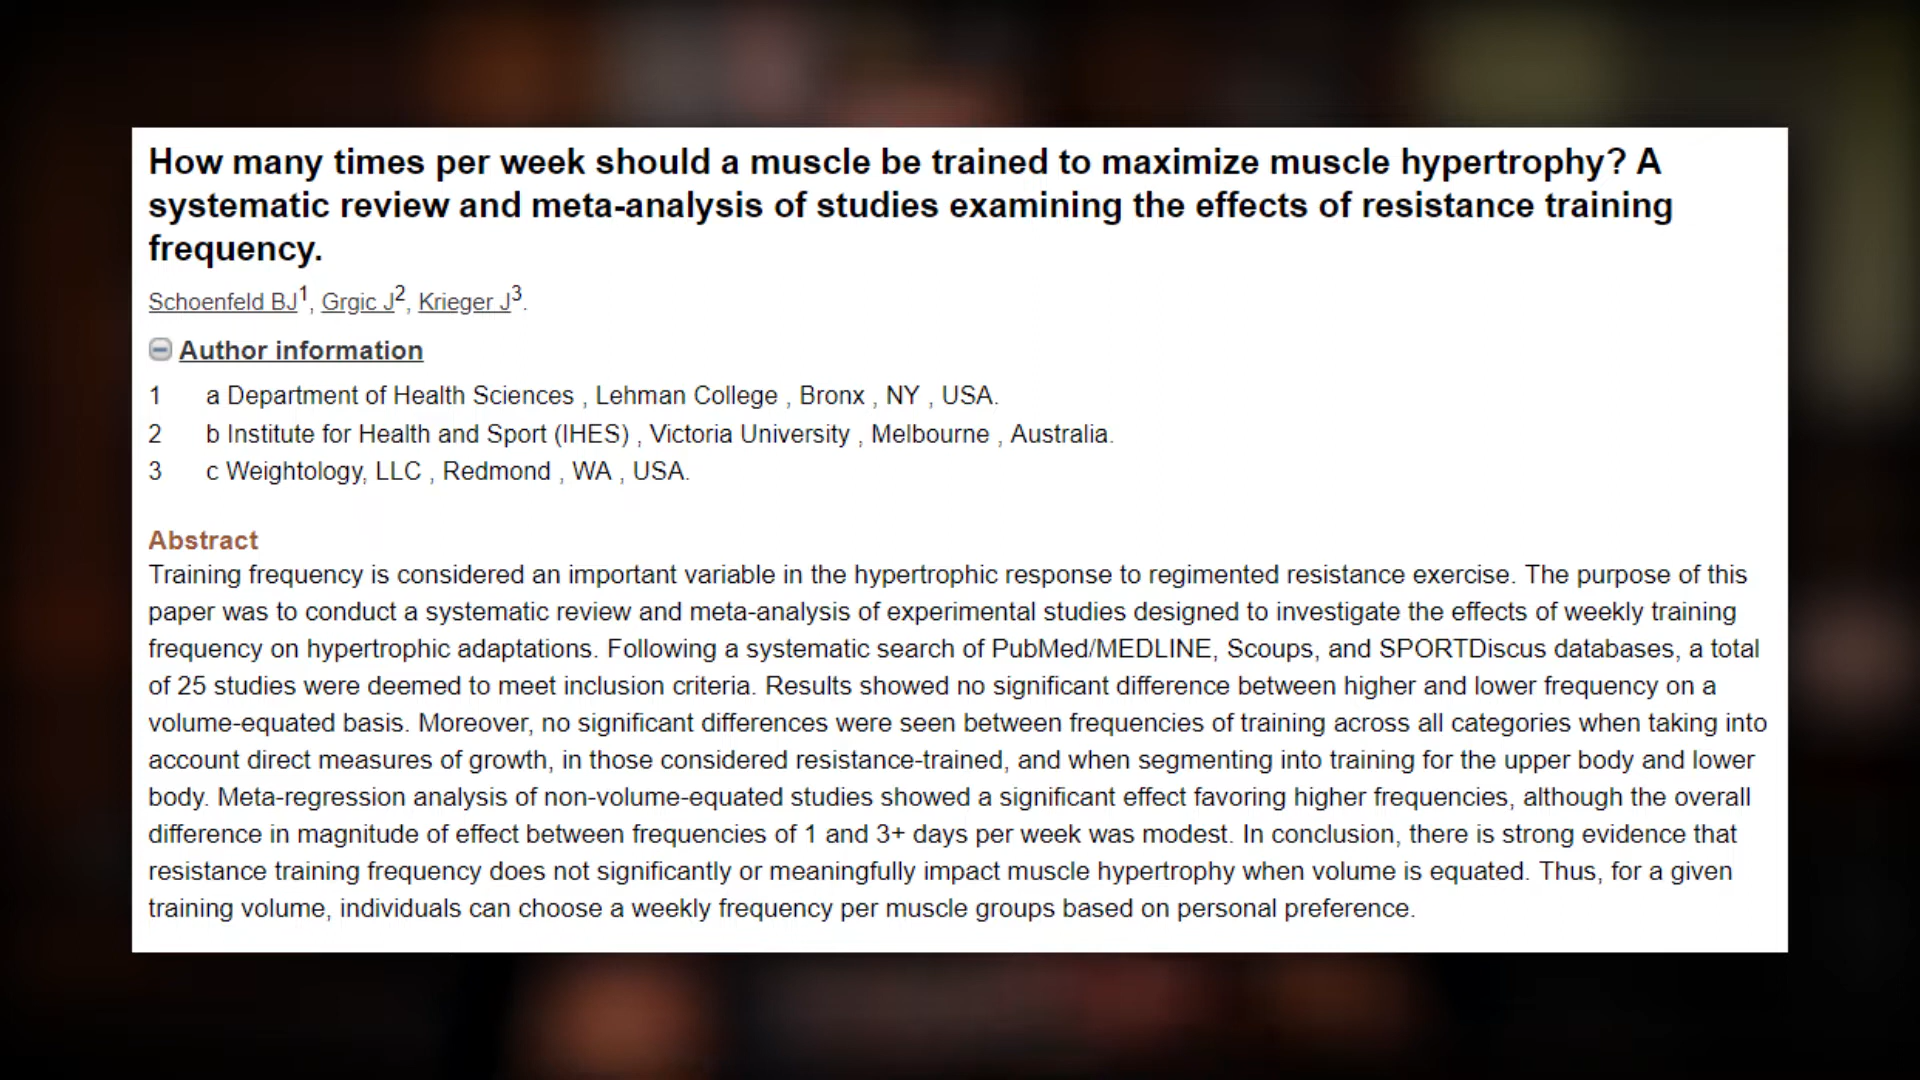 How many times per week should a muscle be trained to maximize muscle hypertrophy? A
systematic review and meta-analysis of studies examining the effects of resistance training
frequency.
Schoenfeld BJ1, Grgic J2, Krieger J3.
Author information
1 a Department of Health Sciences , Lehman College , Bronx , NY , USA.
2 b Institute for Health and Sport (IHES) , Victoria University , Melbourne , Australia.
3 c Weightology, LLC , Redmond , WA , USA.
Abstract
Training frequency is considered an important variable in the hypertrophic response to regimented resistance exercise. The purpose of this
paper was to conduct a systematic review and meta-analysis of experimental studies designed to investigate the effects of weekly training
frequency on hypertrophic adaptations. Following a systematic search of PubMed/MEDLINE, Scoups, and SPORTDiscus databases, a total
of 25 studies were deemed to meet inclusion criteria. Results showed no significant difference between higher and lower frequency on a
volume-equated basis. Moreover, no significant differences were seen between frequencies of training across all categories when taking into
account direct measures of growth, in those considered resistance-trained, and when segmenting into training for the upper body and lower
body. Meta-regression analysis of non-volume-equated studies showed a significant effect favoring higher frequencies, although the overall
difference in magnitude of effect between frequencies of 1 and 3+ days per week was modest. In conclusion, there is strong evidence that
resistance training frequency does not significantly or meaningfully impact muscle hypertrophy when volume is equated. Thus, for a given
training volume, individuals can choose a weekly frequency per muscle groups based on personal preference.